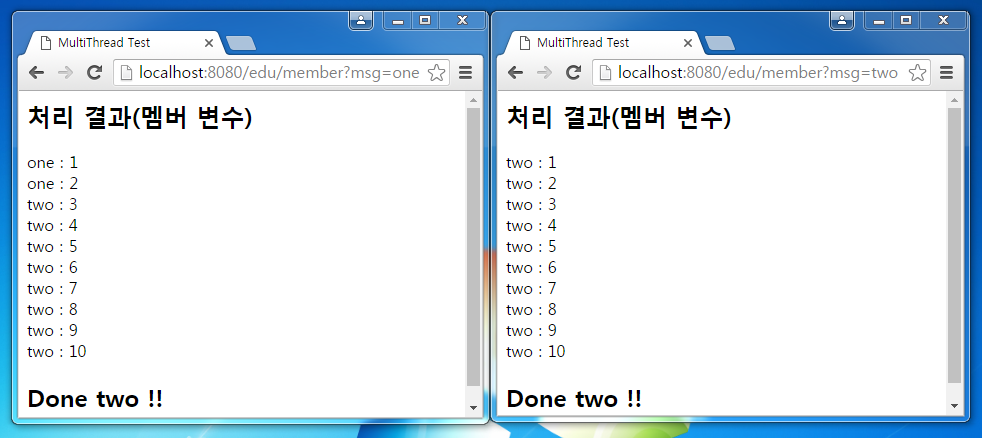 MultiThread Test
localhost:8080/edu/member?msg=one
처리 결과(멤버 변수)
one : 1
one : 2
two : 3
two : 4
two : 5
two : 6
two : 7
two : 8
two : 9
two : 10
Done two !!
MultiThread Test
localhost:8080/edu/member?msg=two
처리 결과(멤버 변수)
two : 1
two : 2
two : 3
two : 4
two : 5
two : 6
two : 7
two : 8
two : 9
two : 10
Done two !!